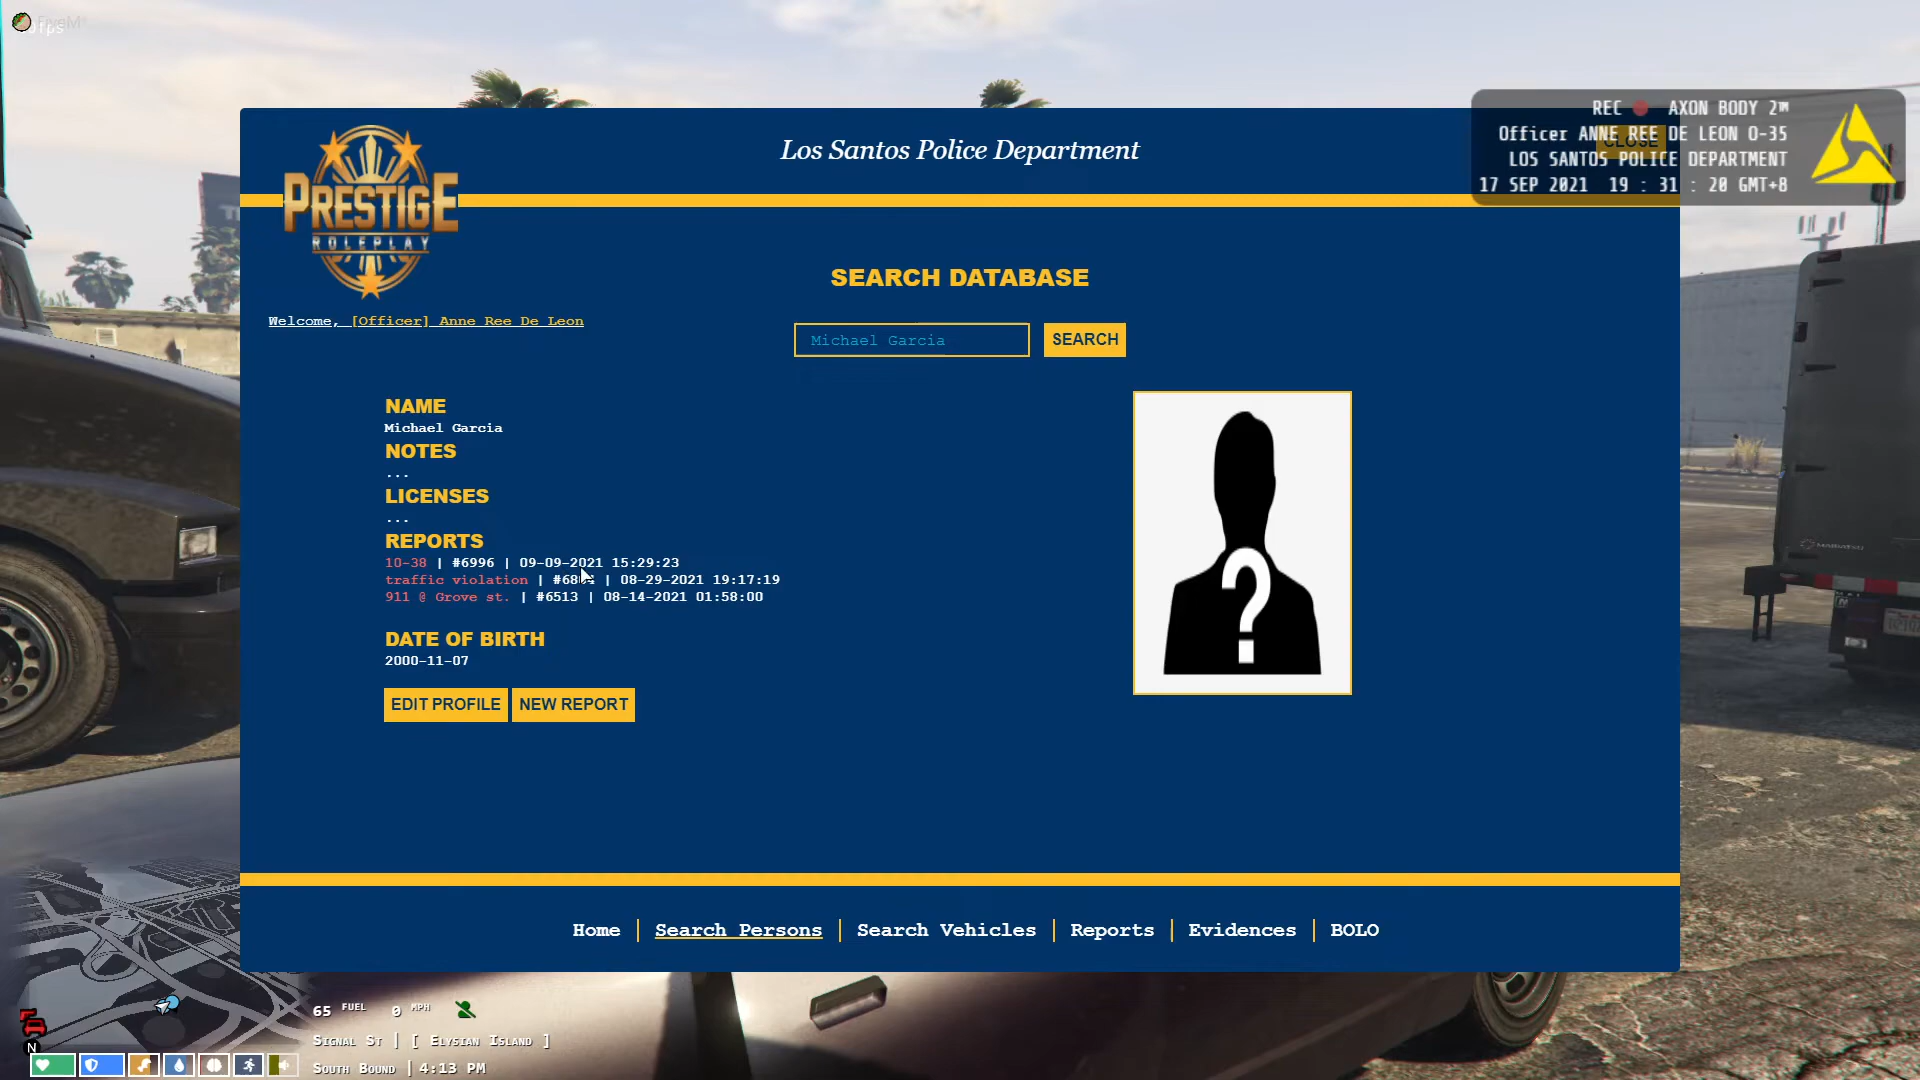 FiveM
REC AXON BODY 2™
Officer ANNE REE DE LEON O-35
LOS SANTOS POLICE DEPARTMENT
17 SEP 2021 19 : 31 : 20 GMT+8
CLOSE
Los Santos Police Department
PRESTIGE
ROLEPLAY
SEARCH DATABASE
Welcome, [Officer] Anne Ree De Leon
Michael Garcia
SEARCH
NAME
Michael Garcia
NOTES
...
LICENSES
...
REPORTS
10-38 | #6996 | 09-09-2021 15:29:23
traffic violation | | 08-29-2021 19:17:19
911 @ Grove st. | #6513 | 08-14-2021 01:58:00
DATE OF BIRTH
2000-11-07
EDIT PROFILE NEW REPORT
Home | Search Persons | Search Vehicles | Reports | Evidences | BOLO
65 FUEL 0 MPH
Signal St | [ Elysian Island ]
South Bound | 4:13 PM
N